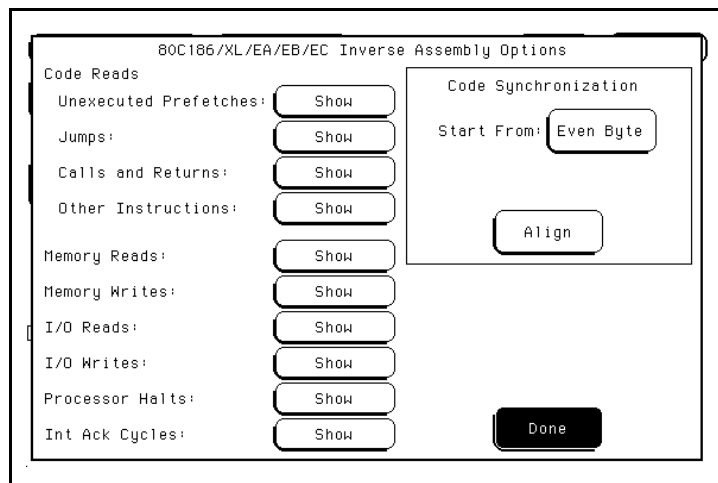 80C186/XL/EA/EB/EC Inverse Assembly Options
Code Reads
Unexecuted Prefetches: Show
Jumps: Show
Calls and Returns: Show
Other Instructions: Show
Memory Reads: Show
Memory Writes: Show
I/O Reads: Show
I/O Writes: Show
Processor Halts: Show
Int Ack Cycles: Show
Code Synchronization
Start From: Even Byte
Align
Done